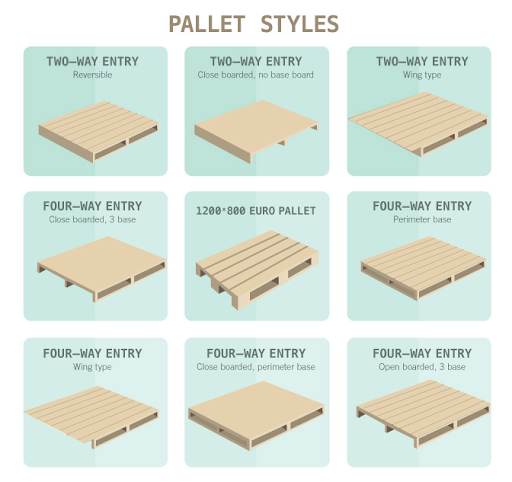 PALLET STYLES
TWO—WAY ENTRY
Reversible
TWO—WAY ENTRY
Close boarded, no base board
TWO—WAY ENTRY
Wing type
FOUR—WAY ENTRY
Close boarded, 3 base
1200*800 EURO PALLET
FOUR—WAY ENTRY
Perimeter base
FOUR—WAY ENTRY
Wing type
FOUR—WAY ENTRY
Close boarded, perimeter base
FOUR—WAY ENTRY
Open boarded, 3 base